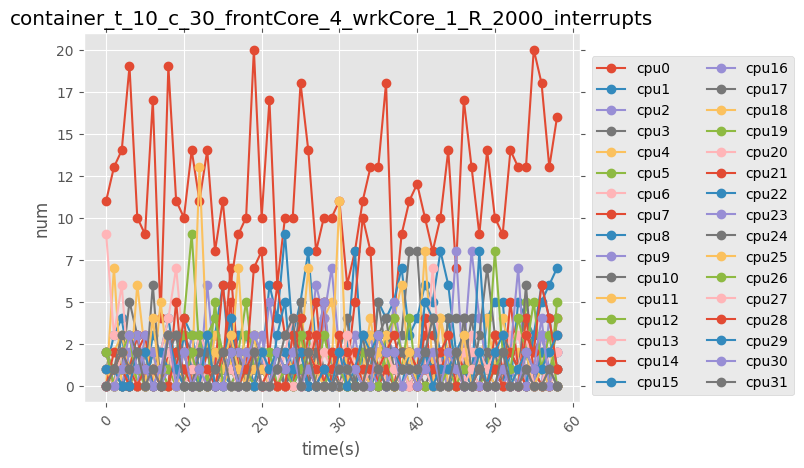 container_t_10_c_30_frontCore_4_wrkCore_1_R_2000_interrupts
20
17
15
12
10
7
5
2
0
num
0
10
20
30
40
50
60
time(s)
cpu0
cpu1
cpu2
cpu3
cpu4
cpu5
cpu6
cpu7
cpu8
cpu9
cpu10
cpu11
cpu12
cpu13
cpu14
cpu15
cpu16
cpu17
cpu18
cpu19
cpu20
cpu21
cpu22
cpu23
cpu24
cpu25
cpu26
cpu27
cpu28
cpu29
cpu30
cpu31